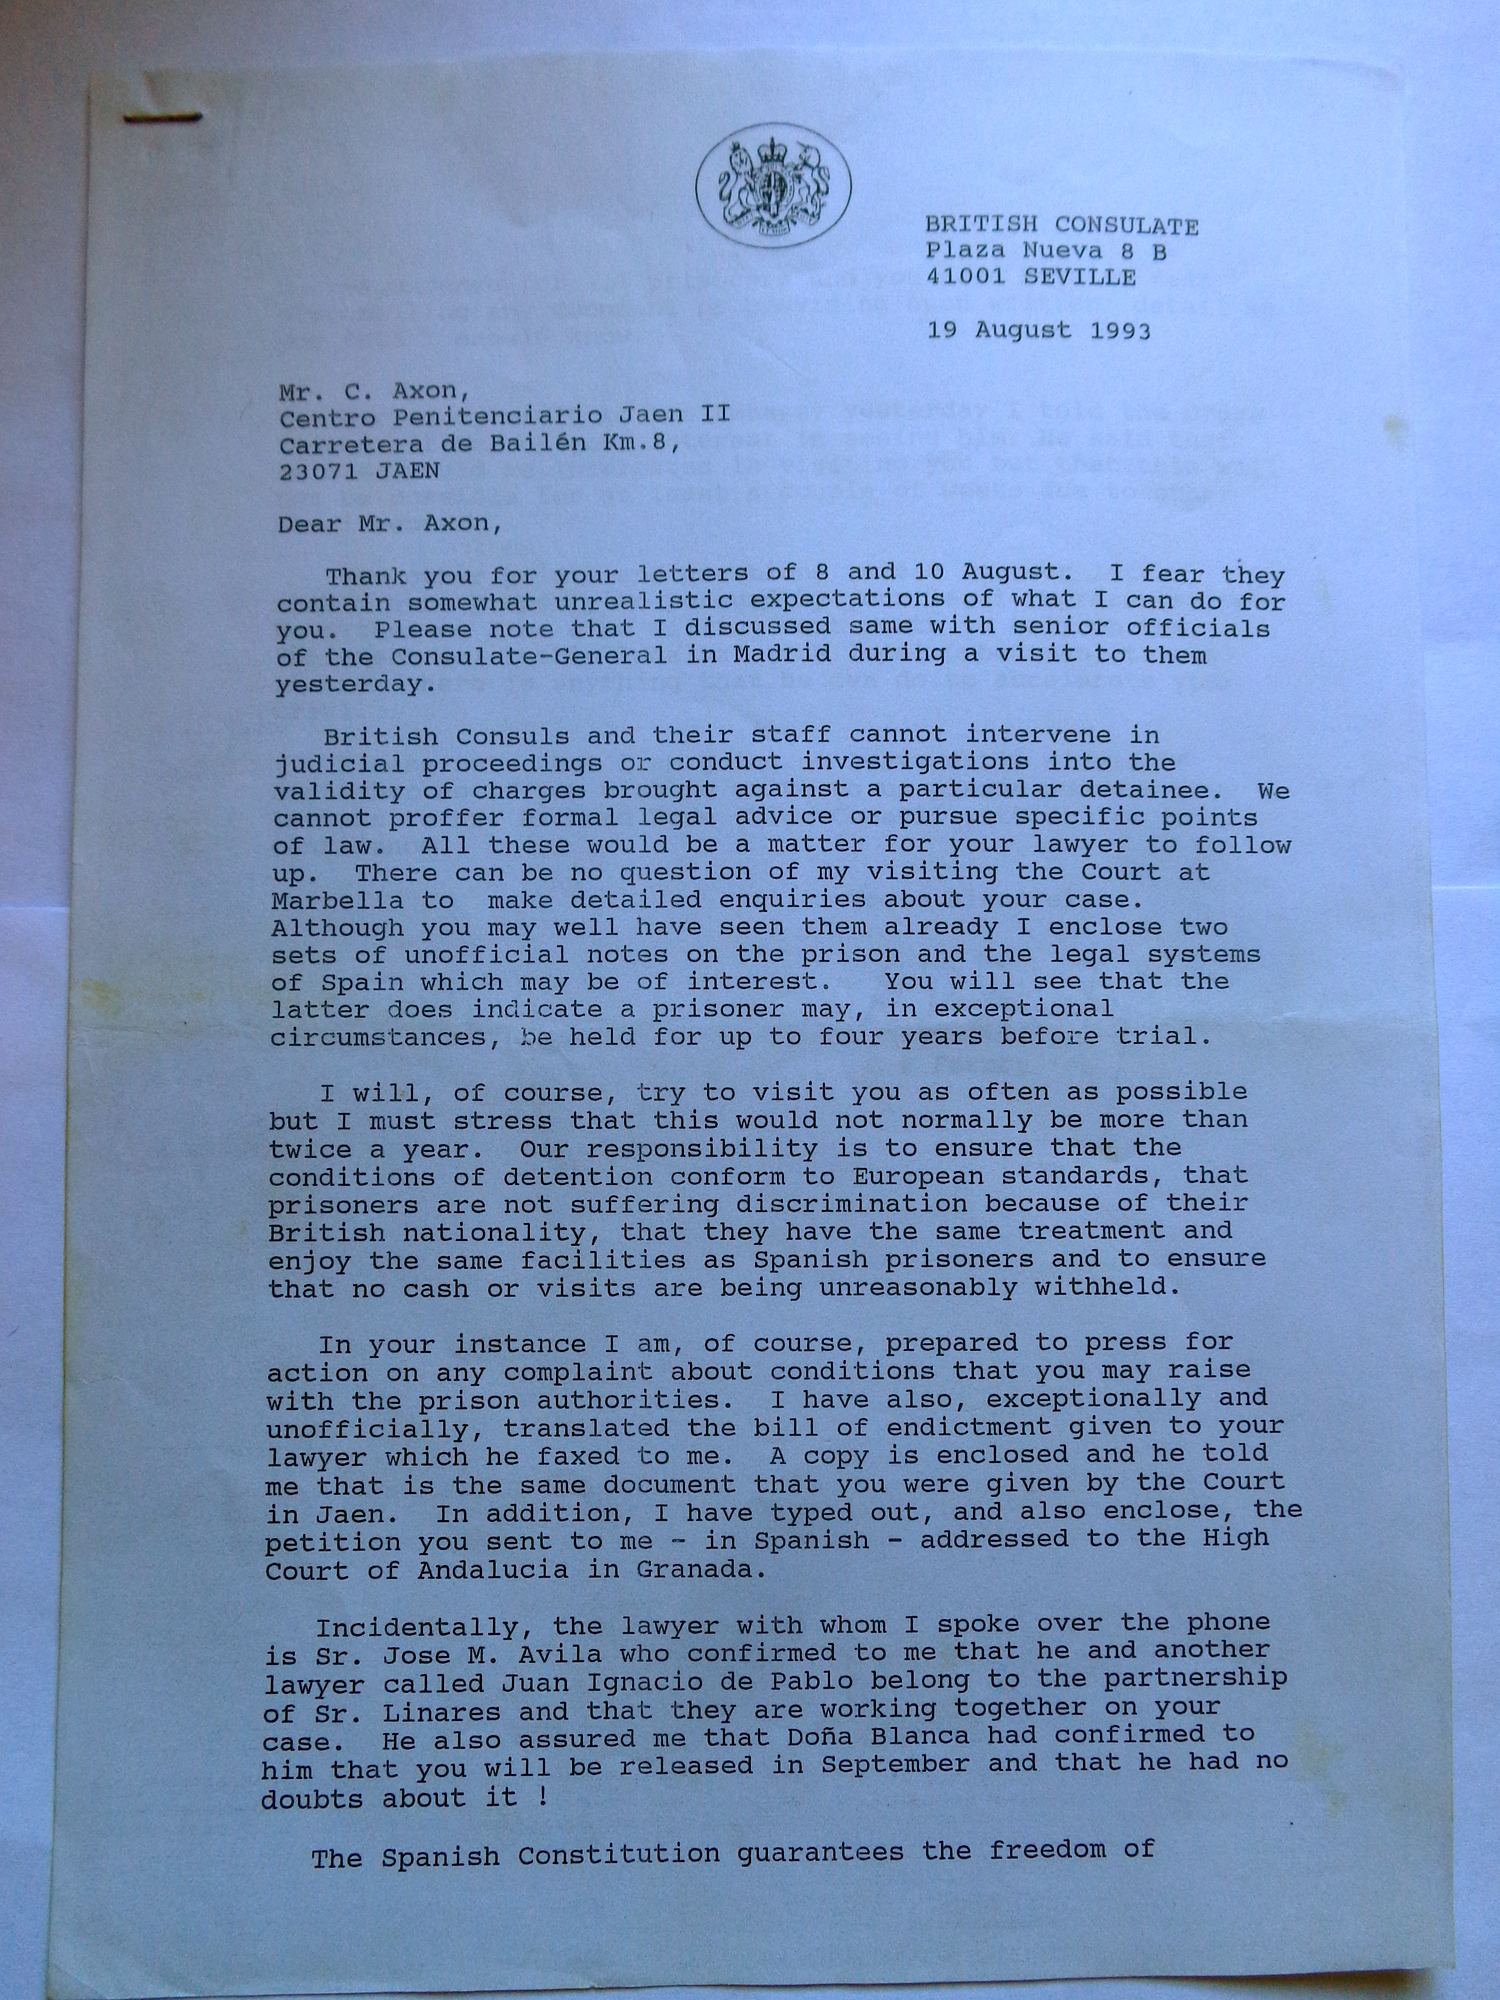 BRITISH CONSULATE
Plaza Nueva 8 B
41001 SEVILLE
19 August 1993
Mr. C. Axon,
Centro Penitenciario Jaen II
Carretera de Bailén Km.8,
23071 JAEN
Dear Mr. Axon,
Thank you for your letters of 8 and 10 August. I fear they
contain somewhat unrealistic expectations of what I can do for
you. Please note that I discussed same with senior officials
of the Consulate-General in Madrid during a visit to them
yesterday.
British Consuls and their staff cannot intervene in
judicial proceedings or conduct investigations into the
validity of charges brought against a particular detainee. We
cannot proffer formal legal advice or pursue specific points
of law. All these would be a matter for your lawyer to follow
up. There can be no question of my visiting the Court at
Marbella to make detailed enquiries about your case.
Although you may well have seen them already I enclose two
sets of unofficial notes on the prison and the legal systems
of Spain which may be of interest. You will see that the
latter does indicate a prisoner may, in exceptional
circumstances, be held for up to four years before trial.
I will, of course, try to visit you as often as possible
but I must stress that this would not normally be more than
twice a year. Our responsibility is to ensure that the
conditions of detention conform to European standards, that
prisoners are not suffering discrimination because of their
British nationality, that they have the same treatment and
enjoy the same facilities as Spanish prisoners and to ensure
that no cash or visits are being unreasonably withheld.
In your instance I am, of course, prepared to press for
action on any complaint about conditions that you may raise
with the prison authorities. I have also, exceptionally and
unofficially, translated the bill of endictment given to your
lawyer which he faxed to me. A copy is enclosed and he told
me that is the same document that you were given by the Court
in Jaen. In addition, I have typed out, and also enclose, the
petition you sent to me - in Spanish - addressed to the High
Court of Andalucia in Granada.
Incidentally, the lawyer with whom I spoke over the phone
is Sr. Jose M. Avila who confirmed to me that he and another
lawyer called Juan Ignacio de Pablo belong to the partnership
of Sr. Linares and that they are working together on your
case. He also assured me that Doña Blanca had confirmed to
him that you will be released in September and that he had no
doubts about it !
The Spanish Constitution guarantees the freedom of